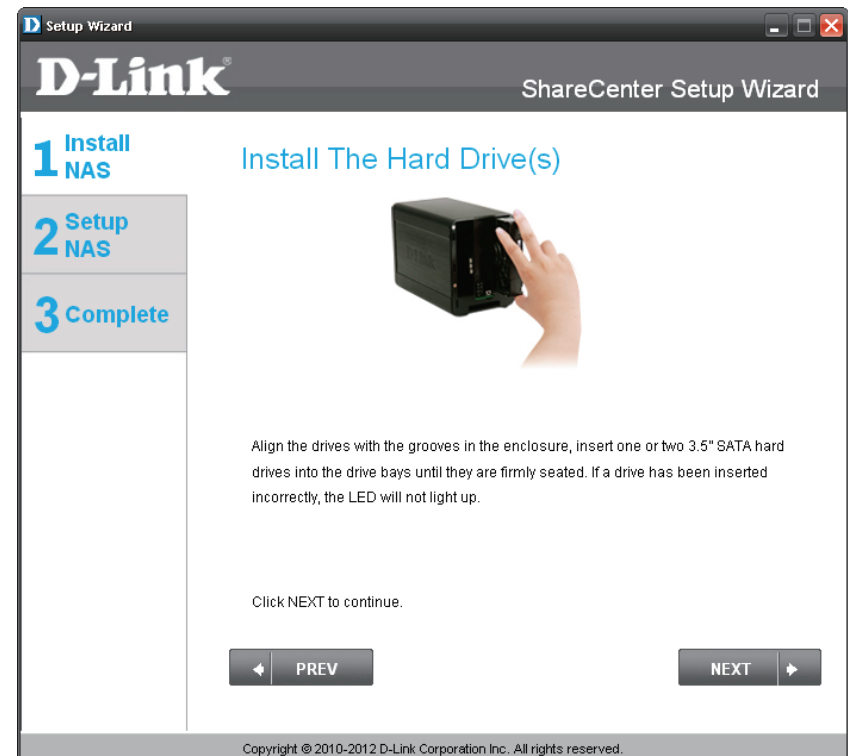 Setup Wizard
D-Link®
ShareCenter Setup Wizard
1 Install NAS
2 Setup NAS
3 Complete
Install The Hard Drive(s)
Align the drives with the grooves in the enclosure, insert one or two 3.5" SATA hard
drives into the drive bays until they are firmly seated. If a drive has been inserted
incorrectly, the LED will not light up.
Click NEXT to continue.
PREV
NEXT
Copyright © 2010-2012 D-Link Corporation Inc. All rights reserved.